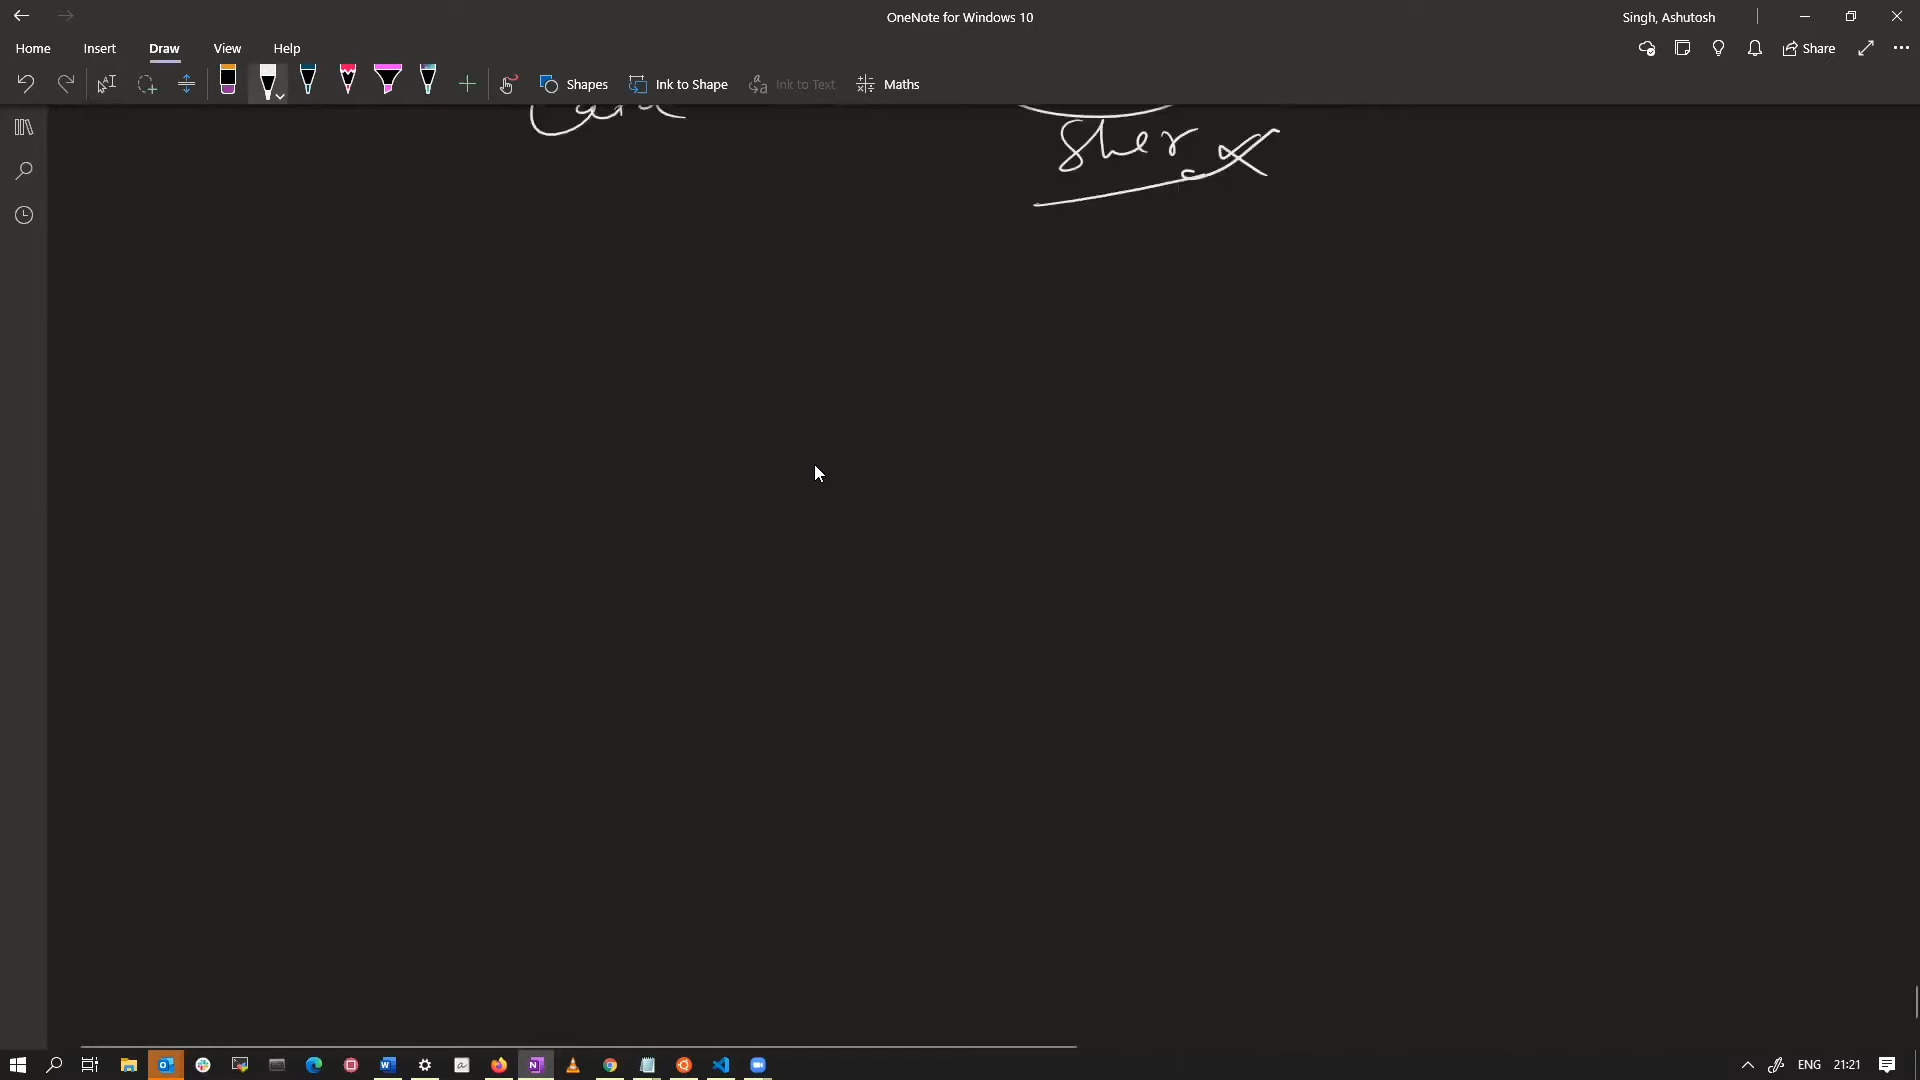 OneNote for Windows 10
Singh, Ashutosh
Home Insert Draw View Help
Share
Shapes Ink to Shape Ink to Text Maths
Sher
ENG 21:21